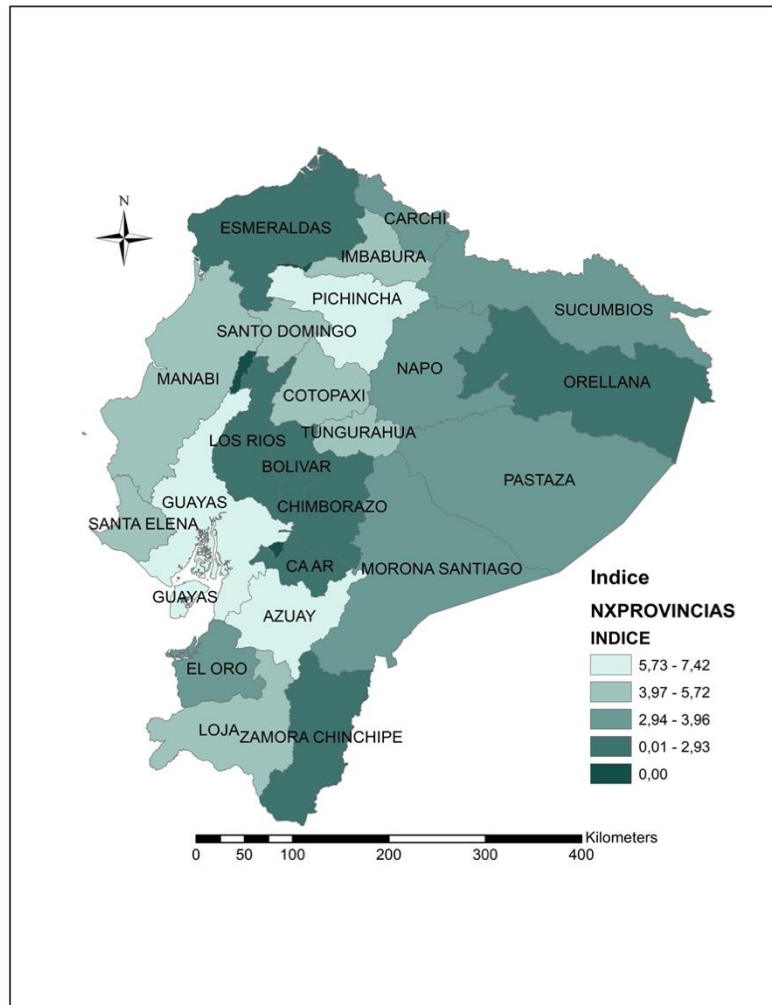 N
ESMERALDAS
CARCHI
IMBABURA
PICHINCHA
SUCUMBIOS
SANTO DOMINGO
NAPO
MANABI
ORELLANA
COTOPAXI
LOS RIOS
TUNGURAHUA
BOLIVAR
PASTAZA
GUAYAS
CHIMBORAZO
SANTA ELENA
CA AR
MORONA SANTIAGO
GUAYAS
AZUAY
EL ORO
LOJA
ZAMORA CHINCHIPE
Indice
NXPROVINCIAS
INDICE
5,73 - 7,42
3,97 - 5,72
2,94 - 3,96
0,01 - 2,93
0,00
Kilometers
0 50 100 200 300 400